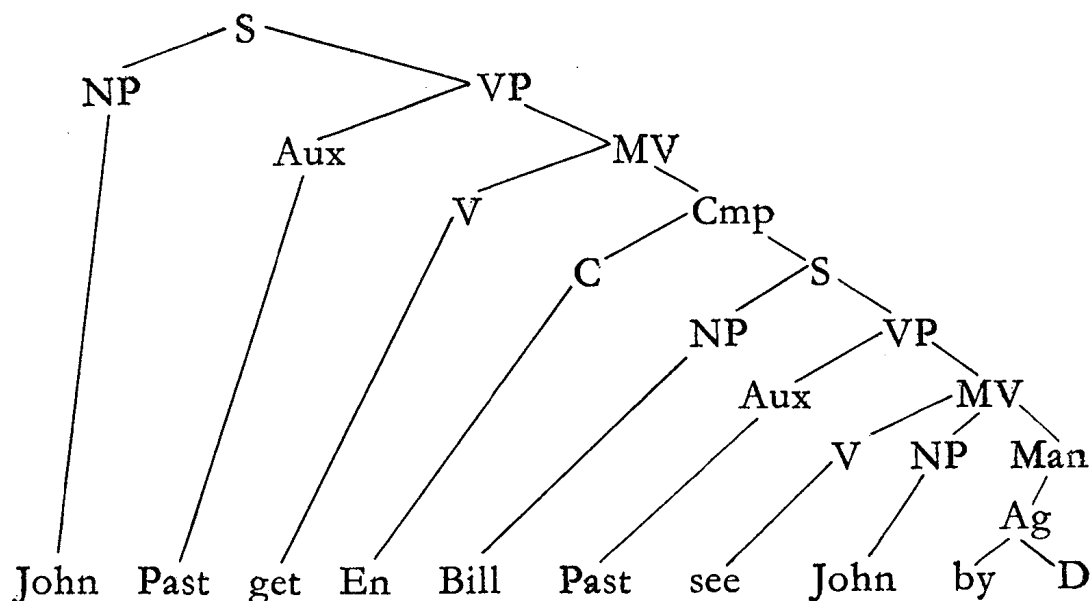 S
NP VP
Aux MV
V Cmp
C S
NP VP
Aux MV
V NP Man
Ag
John Past get En Bill Past see John by D